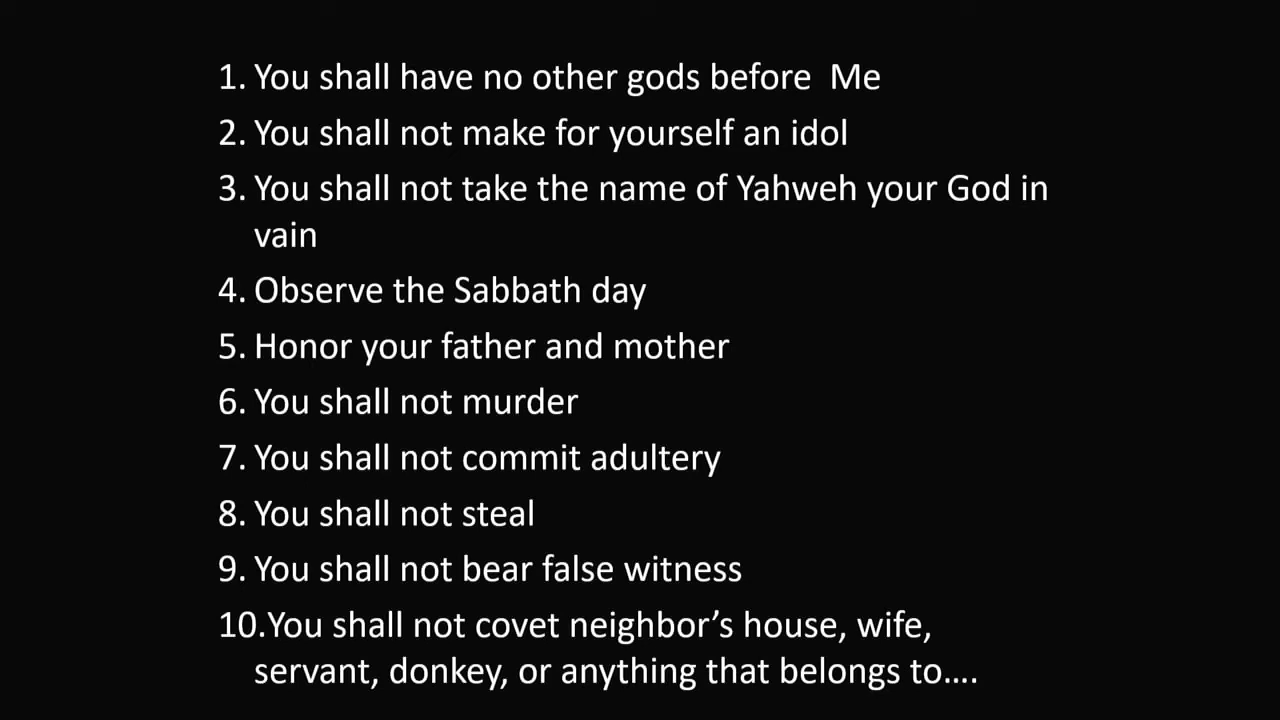 1. You shall have no other gods before  Me
2. You shall not make for yourself an idol
3. You shall not take the name of Yahweh your God in
vain
4. Observe the Sabbath day
5. Honor your father and mother
6. You shall not murder
7. You shall not commit adultery
8. You shall not steal
9. You shall not bear false witness
10.You shall not covet neighbor’s house, wife,
servant, donkey, or anything that belongs to....